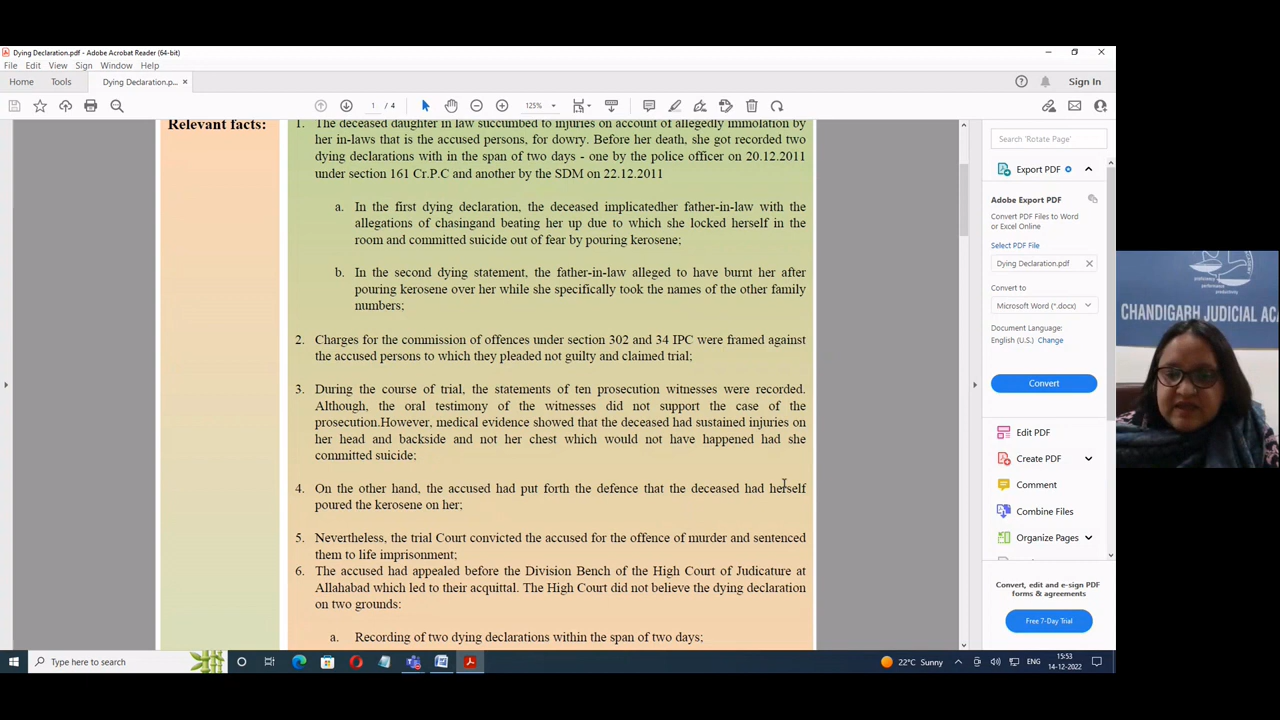 Dying Declaration.pdf - Adobe Acrobat Reader (64-bit)
File Edit View Sign Window Help
Home Tools Dying Declaration.p... ×
Sign In
1 / 4
125%
Relevant facts:
1. The deceased daughter in law succumbed to injuries on account of allegedly immolation by
her in-laws that is the accused persons, for dowry. Before her death, she got recorded two
dying declarations with in the span of two days - one by the police officer on 20.12.2011
under section 161 Cr.P.C and another by the SDM on 22.12.2011
a. In the first dying declaration, the deceased implicatedher father-in-law with the
allegations of chasingand beating her up due to which she locked herself in the
room and committed suicide out of fear by pouring kerosene;
b. In the second dying statement, the father-in-law alleged to have burnt her after
pouring kerosene over her while she specifically took the names of the other family
numbers;
2. Charges for the commission of offences under section 302 and 34 IPC were framed against
the accused persons to which they pleaded not guilty and claimed trial;
3. During the course of trial, the statements of ten prosecution witnesses were recorded.
Although, the oral testimony of the witnesses did not support the case of the
prosecution.However, medical evidence showed that the deceased had sustained injuries on
her head and backside and not her chest which would not have happened had she
committed suicide;
4. On the other hand, the accused had put forth the defence that the deceased had herself
poured the kerosene on her;
5. Nevertheless, the trial Court convicted the accused for the offence of murder and sentenced
them to life imprisonment;
6. The accused had appealed before the Division Bench of the High Court of Judicature at
Allahabad which led to their acquittal. The High Court did not believe the dying declaration
on two grounds:
a. Recording of two dying declarations within the span of two days;
Search 'Rotate Page'
Export PDF
Adobe Export PDF
Convert PDF Files to Word
or Excel Online
Select PDF File
Dying Declaration.pdf
Convert to
Microsoft Word (*.docx)
Document Language:
English (U.S.) Change
Convert
Edit PDF
Create PDF
Comment
Combine Files
Organize Pages
Convert, edit and e-sign PDF
forms & agreements
Free 7-Day Trial
CHANDIGARH JUDICIAL ACA
Type here to search
22°C Sunny
ENG
15:53
14-12-2022